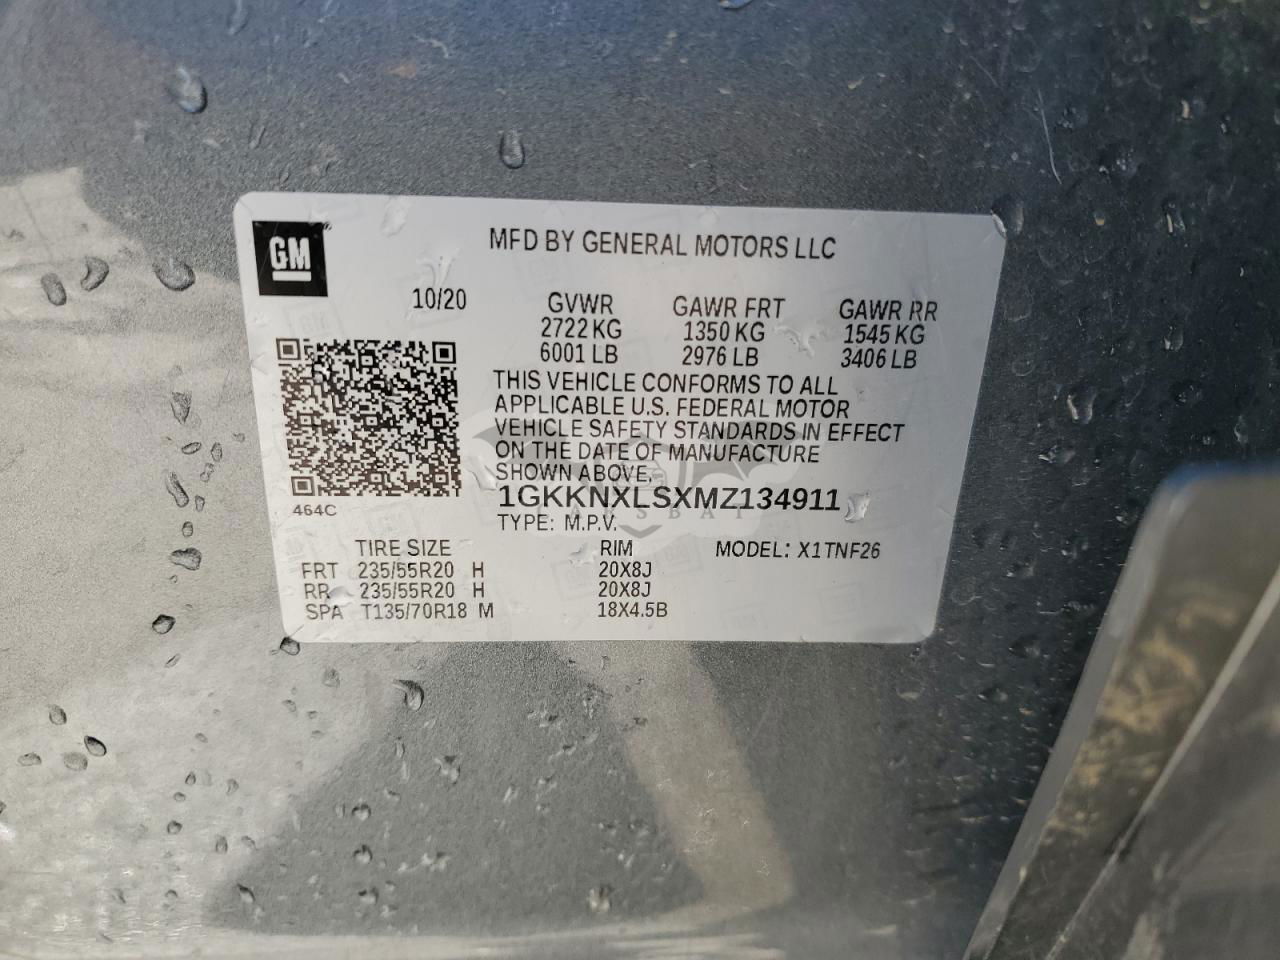 GM
MFD BY GENERAL MOTORS LLC
10/20
GVWR GAWR FRT GAWR RR
2722 KG 1350 KG 1545 KG
6001 LB 2976 LB 3406 LB
THIS VEHICLE CONFORMS TO ALL
APPLICABLE U.S. FEDERAL MOTOR
VEHICLE SAFETY STANDARDS IN EFFECT
ON THE DATE OF MANUFACTURE
SHOWN ABOVE.
1GKKNXLSXMZ134911
CARSBAT
464C
TYPE: M.P.V.
TIRE SIZE RIM MODEL: X1TNF26
FRT 235/55R20 H 20X8J
RR 235/55R20 H 20X8J
SPA T135/70R18 M 18X4.5B